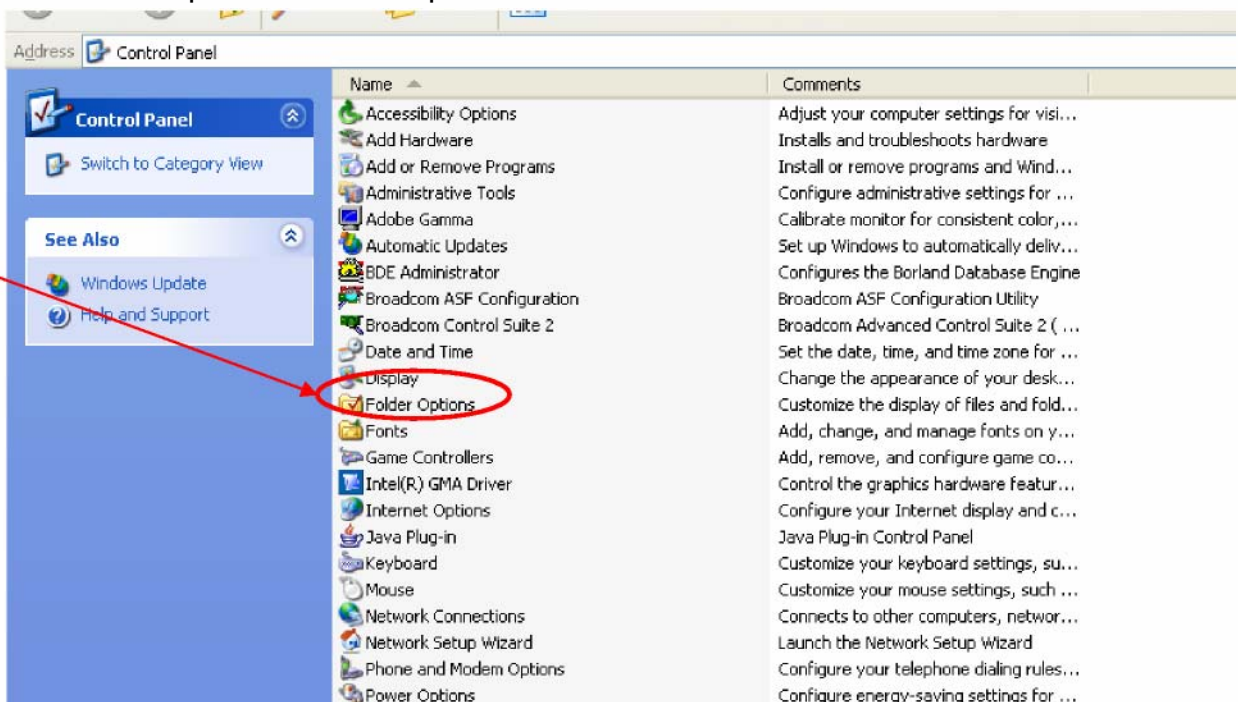 Address Control Panel
Name Comments
Control Panel
Switch to Category View
See Also
Windows Update
Help and Support
Accessibility Options Adjust your computer settings for visi...
Add Hardware Installs and troubleshoots hardware
Add or Remove Programs Install or remove programs and Wind...
Administrative Tools Configure administrative settings for ...
Adobe Gamma Calibrate monitor for consistent color,...
Automatic Updates Set up Windows to automatically deliv...
BDE Administrator Configures the Borland Database Engine
Broadcom ASF Configuration Broadcom ASF Configuration Utility
Broadcom Control Suite 2 Broadcom Advanced Control Suite 2 ( ...
Date and Time Set the date, time, and time zone for ...
Display Change the appearance of your desk...
Folder Options Customize the display of files and fold...
Fonts Add, change, and manage fonts on y...
Game Controllers Add, remove, and configure game co...
Intel(R) GMA Driver Control the graphics hardware featur...
Internet Options Configure your Internet display and c...
Java Plug-in Java Plug-in Control Panel
Keyboard Customize your keyboard settings, su...
Mouse Customize your mouse settings, such ...
Network Connections Connects to other computers, networ...
Network Setup Wizard Launch the Network Setup Wizard
Phone and Modem Options Configure your telephone dialing rules...
Power Options Configure energy-saving settings for ...